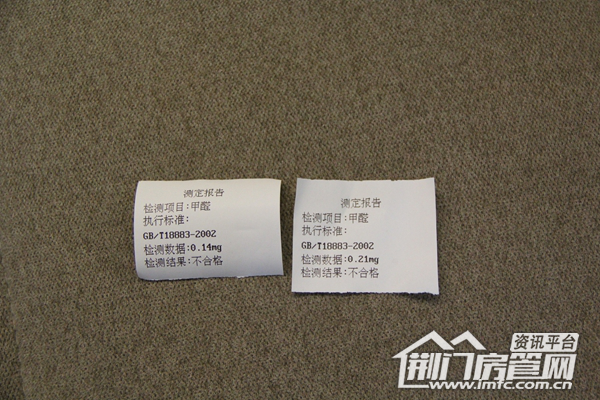 测定报告
检测项目:甲醛
执行标准:
GB/T18883-2002
检测数据:0.14mg
检测结果:不合格
测定报告
检测项目:甲醛
执行标准:
GB/T18883-2002
检测数据:0.21mg
检测结果:不合格
资讯平台
荆门房管网
www.jmfc.com.cn